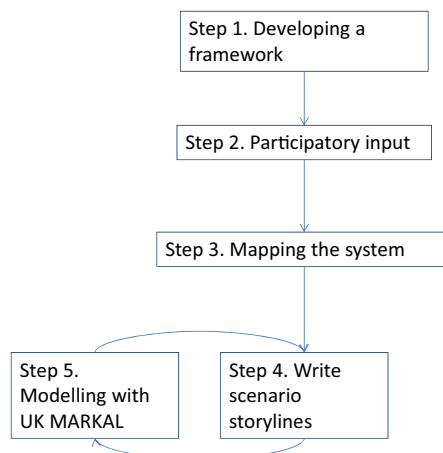 Step 1. Developing a
framework
Step 2. Participatory input
Step 3. Mapping the system
Step 5.
Modelling with
UK MARKAL
Step 4. Write
scenario
storylines